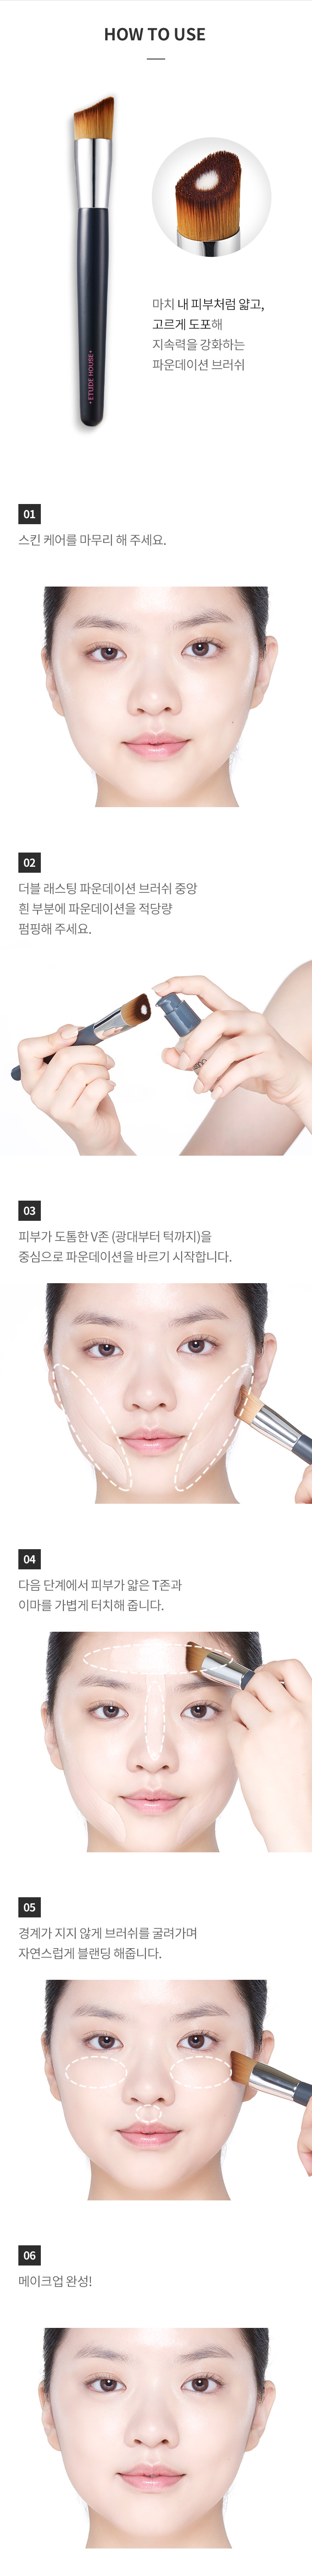 HOW TO USE
마치 내 피부처럼 얇고,
고르게 도포해
지속력을 강화하는
파운데이션 브러쉬
ETUDE HOUSE
01
스킨 케어를 마무리 해 주세요.
02
더블 래스팅 파운데이션 브러쉬 중앙
흰 부분에 파운데이션을 적당량
펌핑해 주세요.
03
피부가 도톰한 V존 (광대부터 턱까지)을
중심으로 파운데이션을 바르기 시작합니다.
04
다음 단계에서 피부가 얇은 T존과
이마를 가볍게 터치해 줍니다.
05
경계가 지지 않게 브러쉬를 굴려가며
자연스럽게 블랜딩 해줍니다.
06
메이크업 완성!